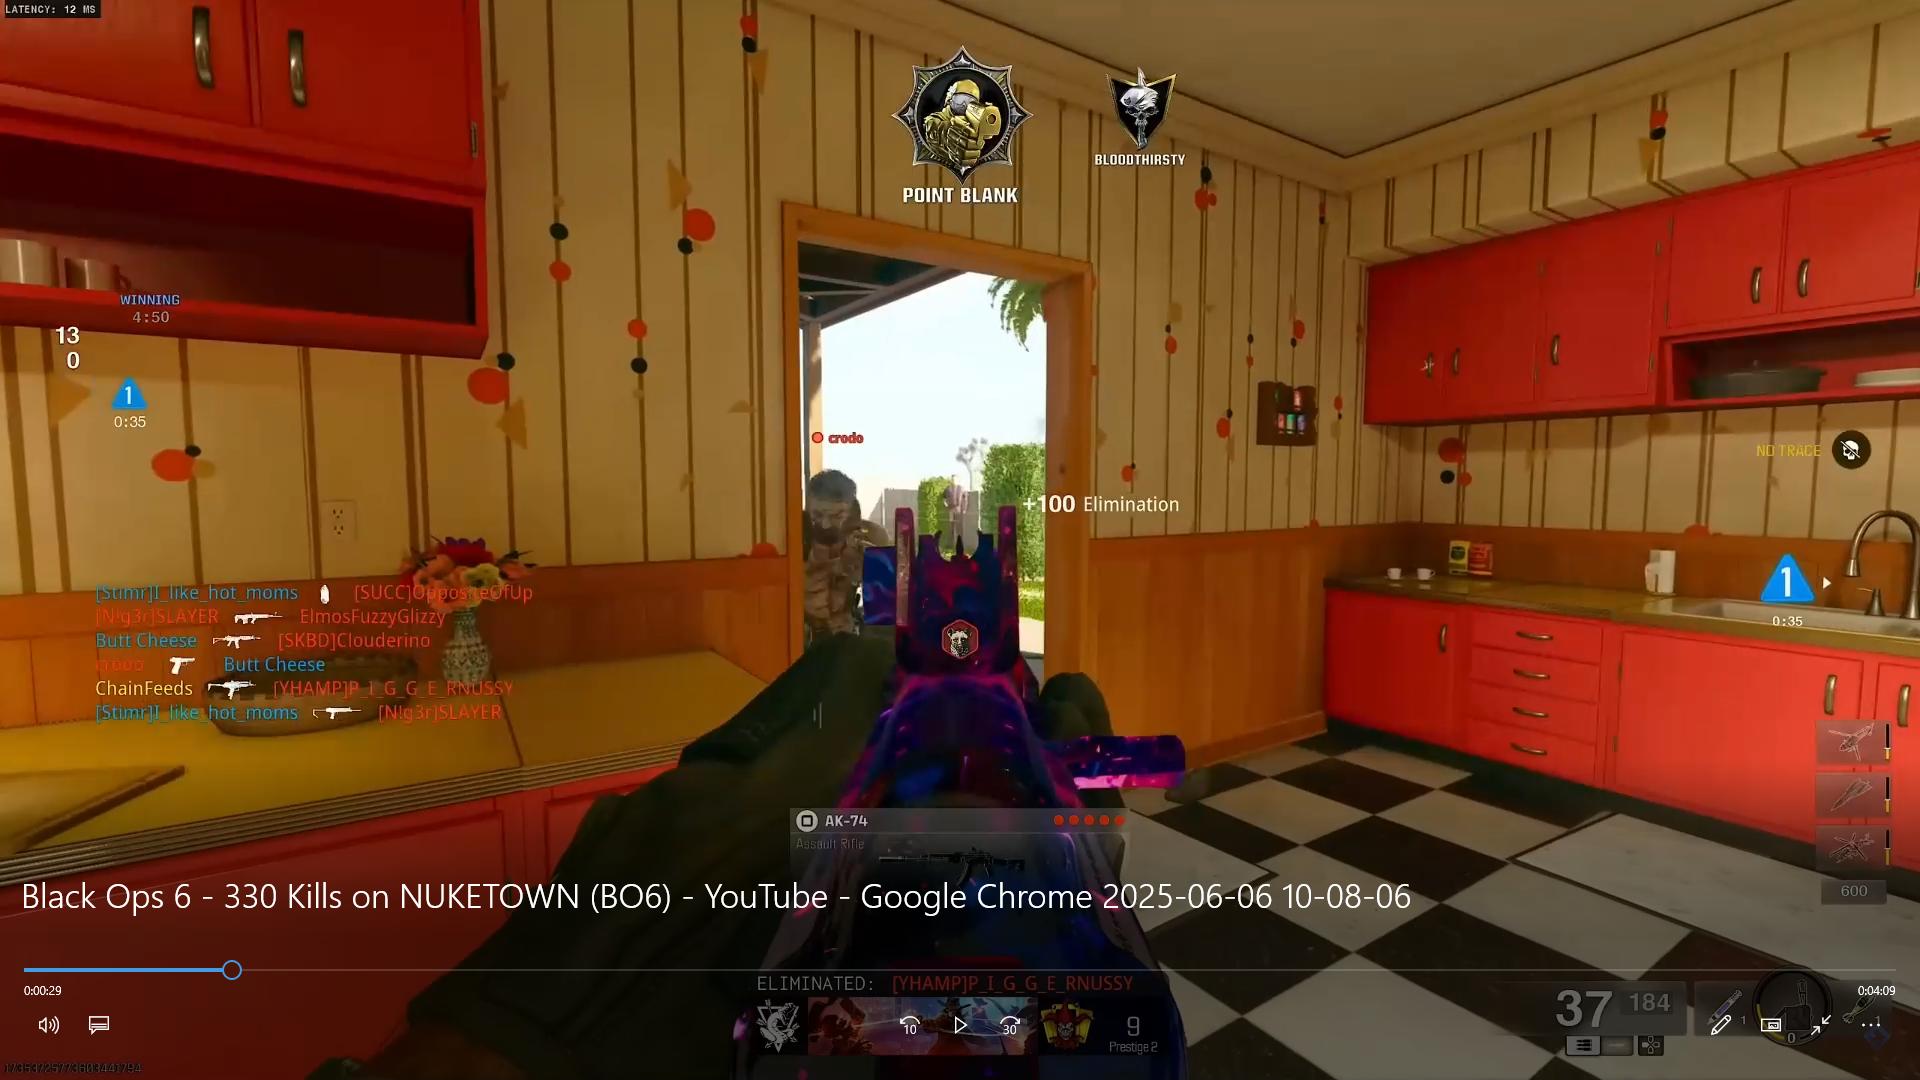 LATENCY: 12 MS
POINT BLANK
BLOODTHIRSTY
WINNING
4:50
13
0
1
0:35
crodo
NO TRACE
+100 Elimination
1
0:35
[Stimr]I_like_hot_moms [SUCC]OppositeOfUp
[N!g3r]SLAYER ElmosFuzzyGlizzy
Butt Cheese [SKBD]Clouderino
crodo Butt Cheese
ChainFeeds [YHAMP]P_I_G_G_E_RNUSSY
[Stimr]I_like_hot_moms [N!g3r]SLAYER
AK-74
Assault Rifle
600
Black Ops 6 - 330 Kills on NUKETOWN (BO6) - YouTube - Google Chrome 2025-06-06 10-08-06
0:00:29
0:04:09
ELIMINATED: [YHAMP]P_I_G_G_E_RNUSSY
37 184
1
0
1
10
30
9
Prestige 2